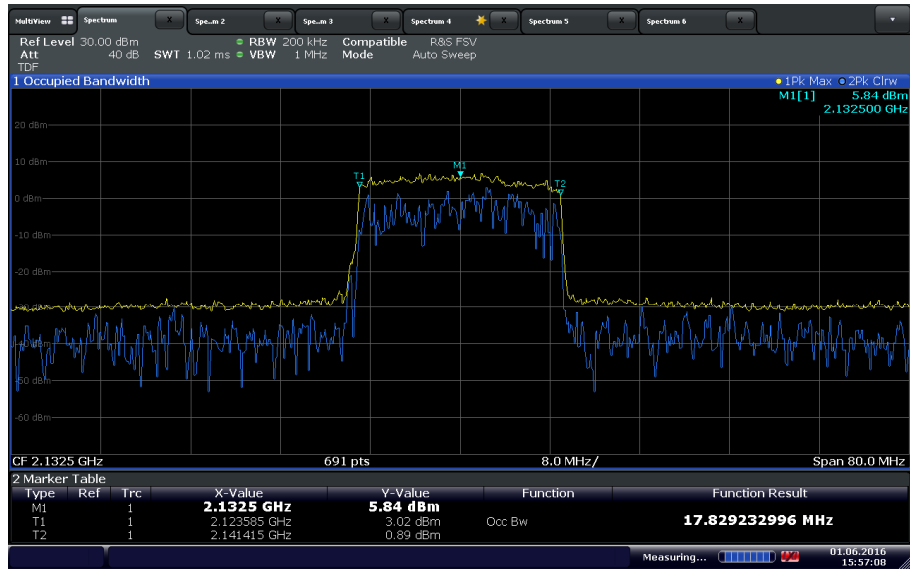 MultiView Spectrum X Spe...m 2 X Spe...m 3 X Spectrum 4 X Spectrum 5 X Spectrum 6 X
Ref Level 30.00 dBm RBW 200 kHz Compatible R&S FSV
Att 40 dB SWT 1.02 ms VBW 1 MHz Mode Auto Sweep
TDF
1 Occupied Bandwidth 1Pk Max 2Pk Clrw
M1[1] 5.84 dBm
2.132500 GHz
20 dBm
10 dBm
M1
T1
T2
0 dBm
-10 dBm
-20 dBm
-60 dBm
CF 2.1325 GHz 691 pts 8.0 MHz/ Span 80.0 MHz
2 Marker Table
Type Ref Trc X-Value Y-Value Function Function Result
M1 1 2.1325 GHz 5.84 dBm
T1 1 2.123585 GHz 3.02 dBm Occ Bw 17.829232996 MHz
T2 1 2.141415 GHz 0.89 dBm
Measuring... 01.06.2016
15:57:08